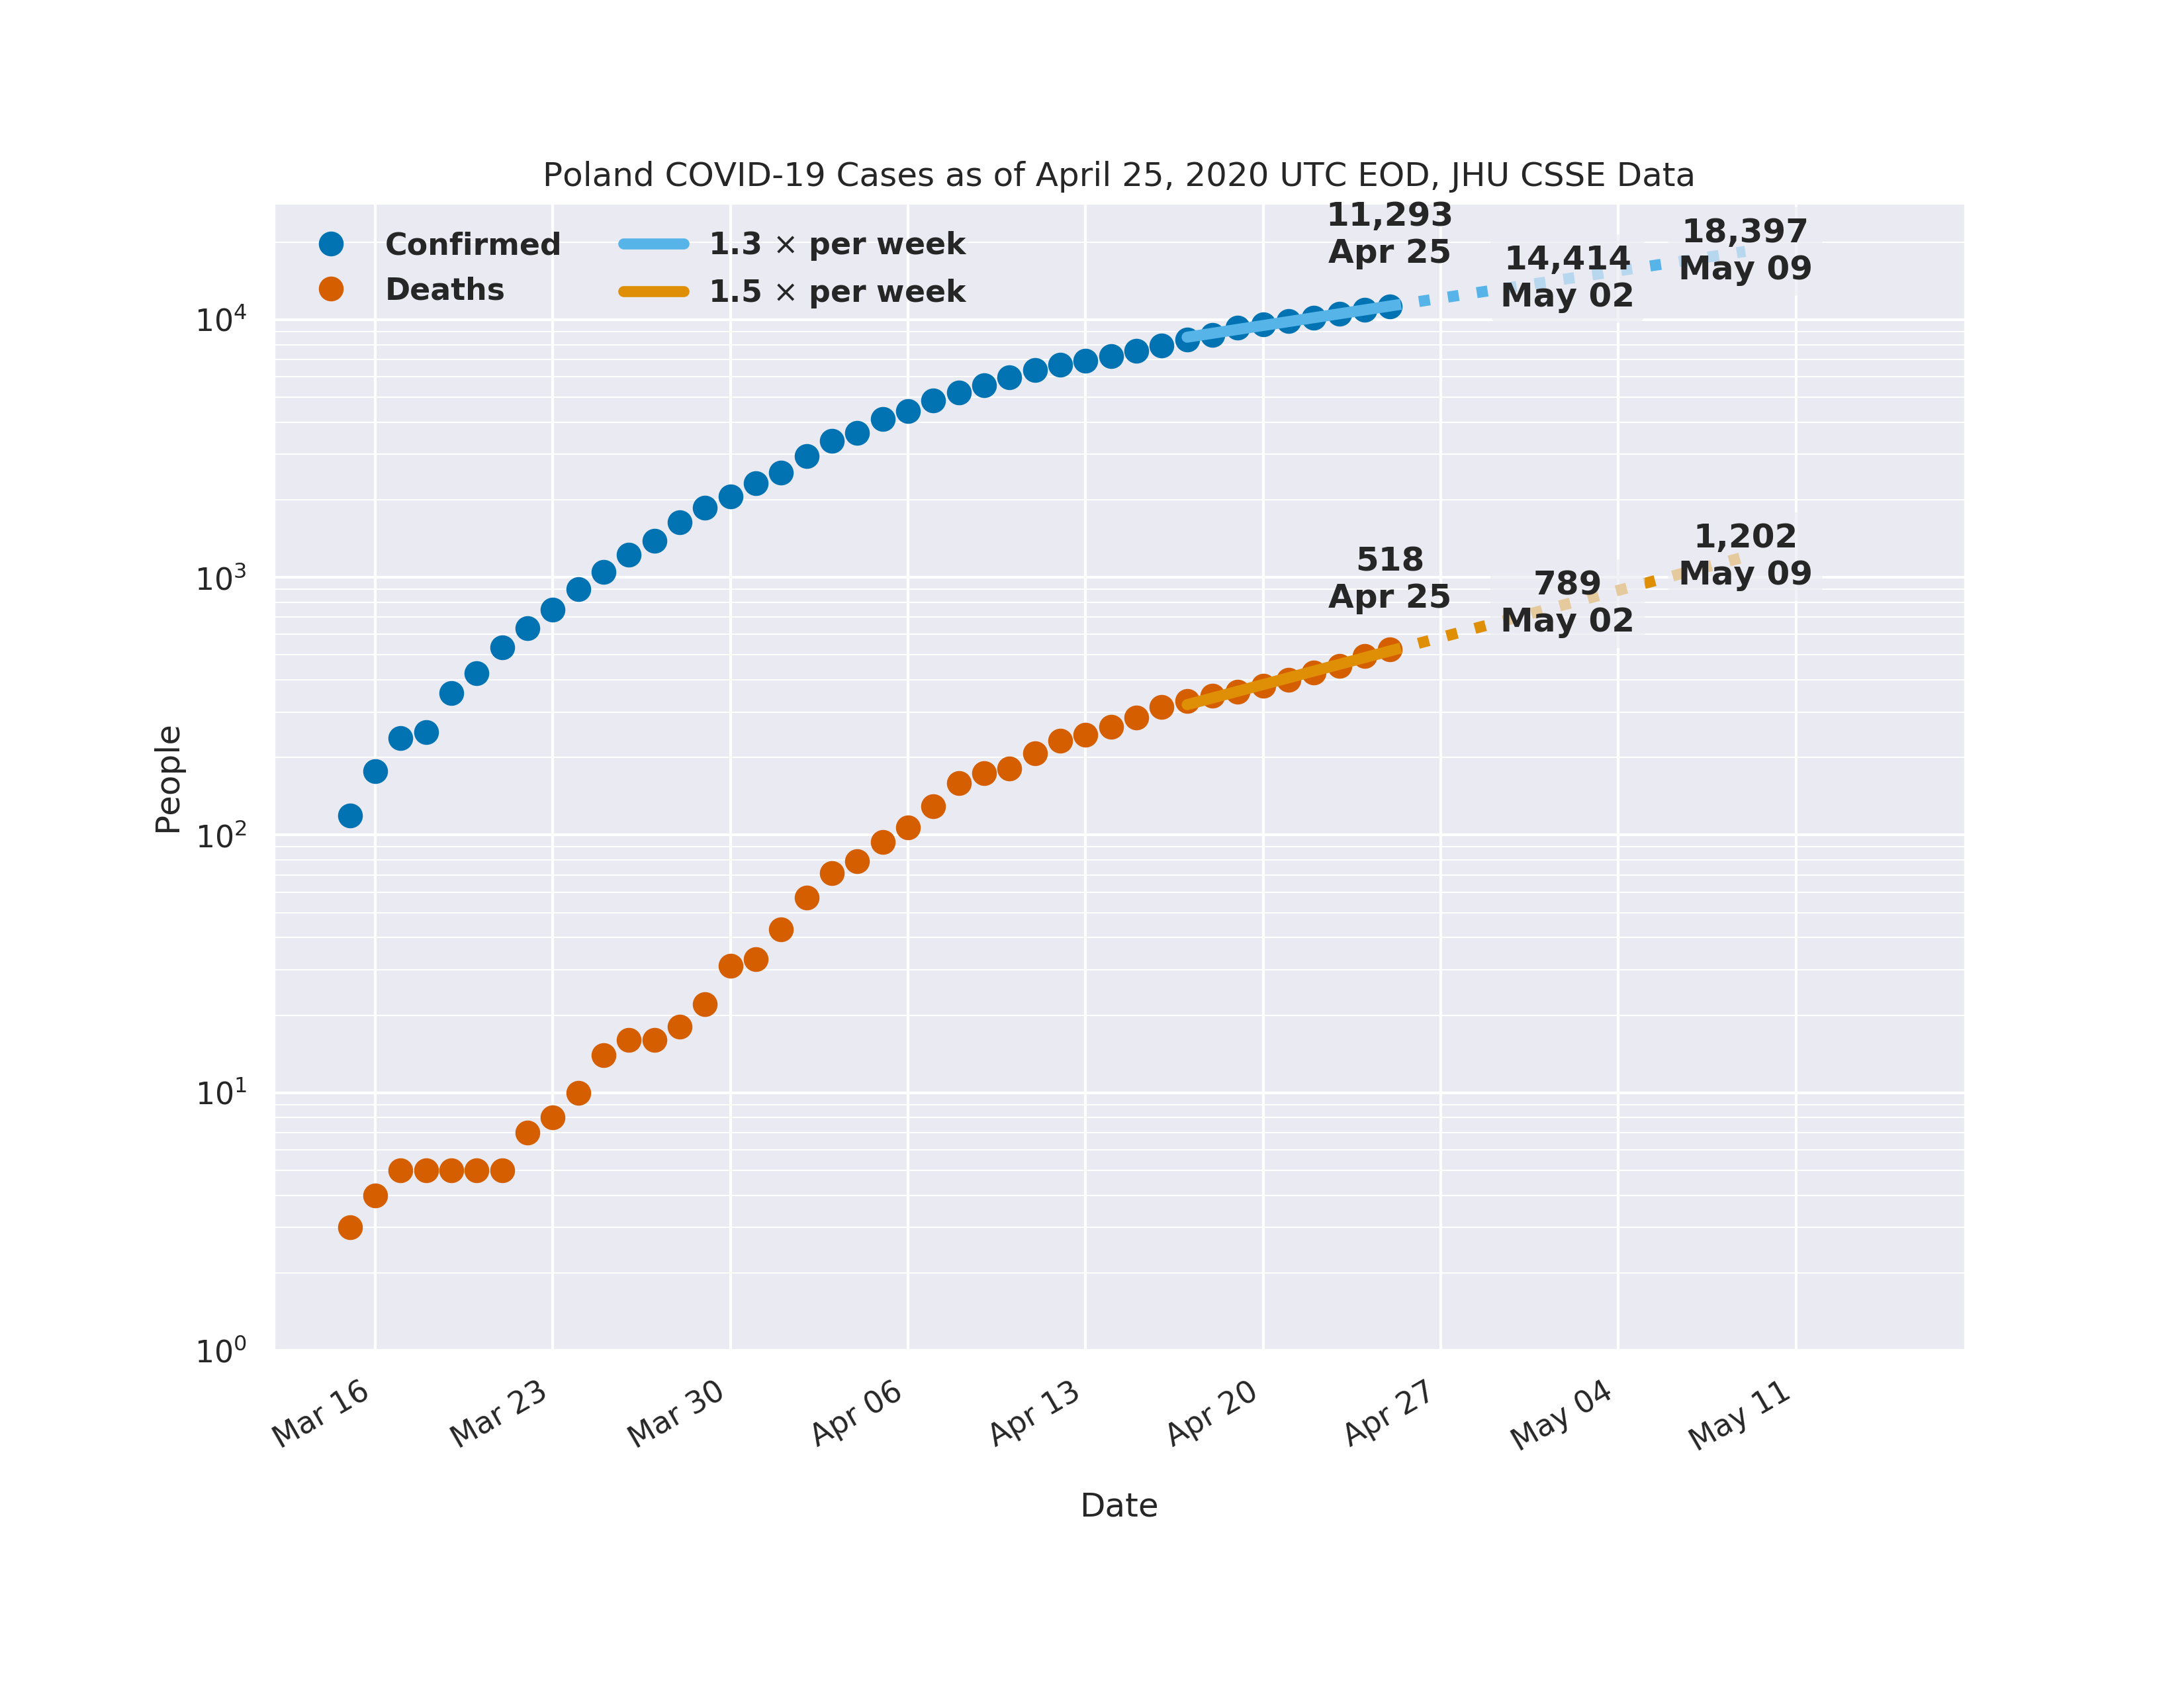 Poland COVID-19 Cases as of April 25, 2020 UTC EOD, JHU CSSE Data
Confirmed
Deaths
1.3 × per week
1.5 × per week
11,293
Apr 25
14,414
May 02
18,397
May 09
518
Apr 25
789
May 02
1,202
May 09
People
10⁴
10³
10²
10¹
10⁰
Mar 16
Mar 23
Mar 30
Apr 06
Apr 13
Apr 20
Apr 27
May 04
May 11
Date